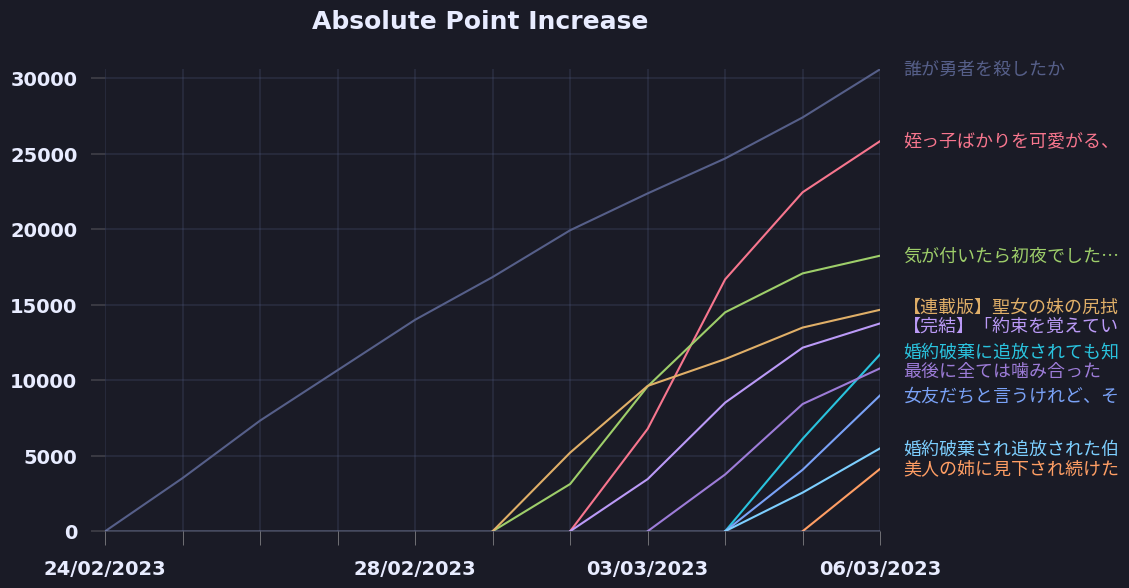 Absolute Point Increase
30000
25000
20000
15000
10000
5000
0
24/02/2023
28/02/2023
03/03/2023
06/03/2023
誰が勇者を殺したか
姪っ子ばかりを可愛がる、
気が付いたら初夜でした…
【連載版】聖女の妹の尻拭
【完結】「約束を覚えてい
婚約破棄に追放されても知
最後に全ては噛み合った
女友だちと言うけれど、そ
婚約破棄され追放された伯
美人の姉に見下され続けた